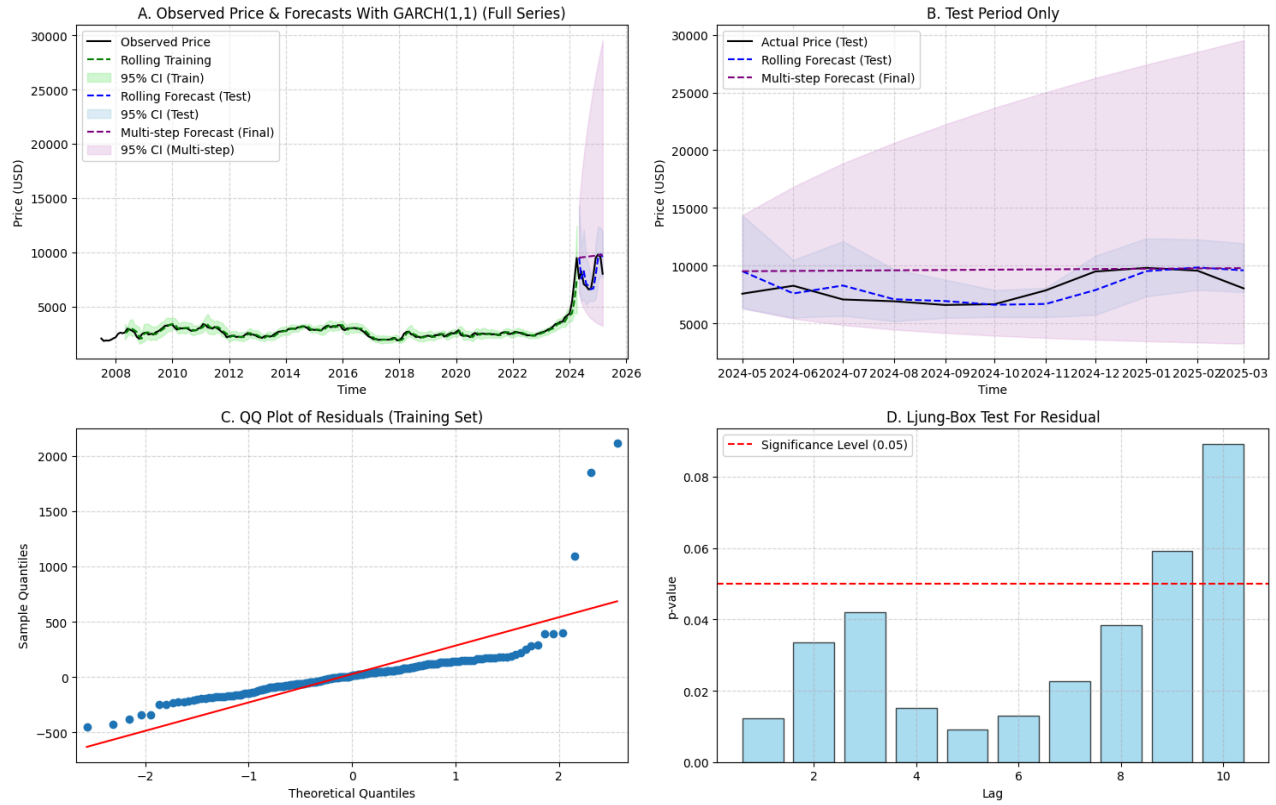 A. Observed Price & Forecasts With GARCH(1,1) (Full Series)
Price (USD)
30000
25000
20000
15000
10000
5000
Observed Price
Rolling Training
95% CI (Train)
Rolling Forecast (Test)
95% CI (Test)
Multi-step Forecast (Final)
95% CI (Multi-step)
2008 2010 2012 2014 2016 2018 2020 2022 2024 2026
Time
B. Test Period Only
Price (USD)
30000
25000
20000
15000
10000
5000
Actual Price (Test)
Rolling Forecast (Test)
Multi-step Forecast (Final)
2024-05 2024-06 2024-07 2024-08 2024-09 2024-10 2024-11 2024-12 2025-01 2025-02 2025-03
Time
C. QQ Plot of Residuals (Training Set)
Sample Quantiles
2000
1500
1000
500
0
−500
−2 −1 0 1 2
Theoretical Quantiles
D. Ljung-Box Test For Residual
p-value
0.08
0.06
0.04
0.02
0.00
Significance Level (0.05)
2 4 6 8 10
Lag